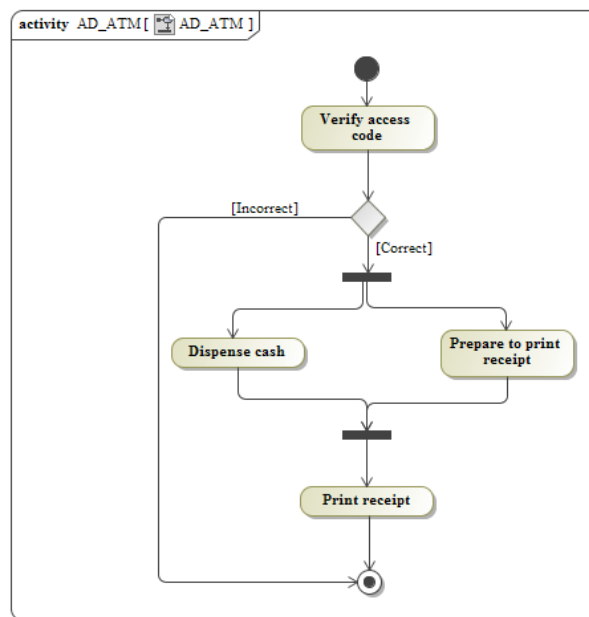 activity AD_ATM [ AD_ATM ]
Verify access
code
[Incorrect]
[Correct]
Dispense cash
Prepare to print
receipt
Print receipt